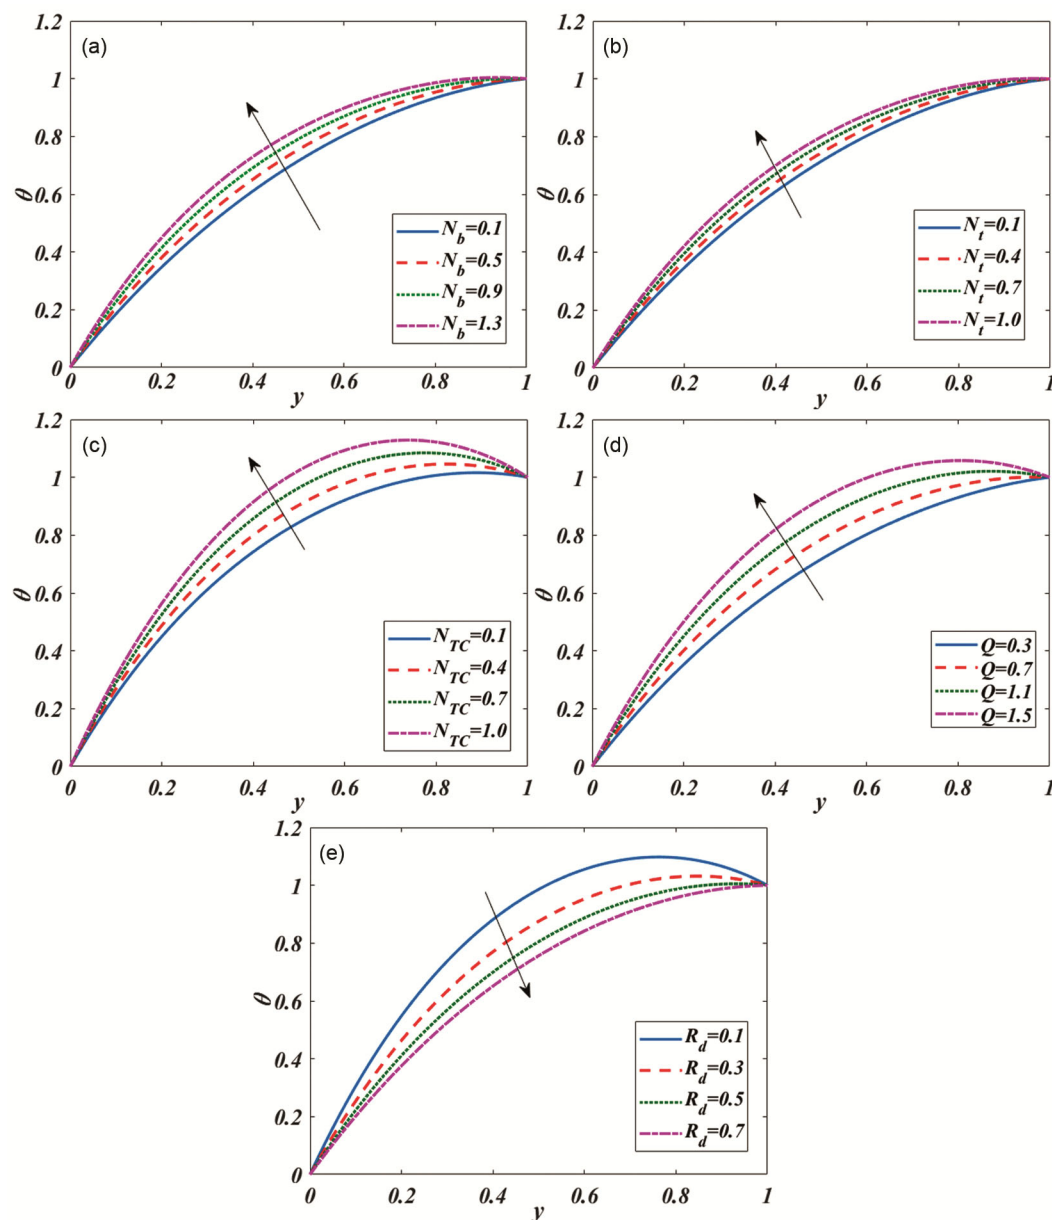 (a)
1.2
1
0.8
0.6
0.4
0.2
0
θ
N_b=0.1
N_b=0.5
N_b=0.9
N_b=1.3
0 0.2 0.4 0.6 0.8 1
y
(b)
1.2
1
0.8
0.6
0.4
0.2
0
θ
N_t=0.1
N_t=0.4
N_t=0.7
N_t=1.0
0 0.2 0.4 0.6 0.8 1
y
(c)
1.2
1
0.8
0.6
0.4
0.2
0
θ
N_TC=0.1
N_TC=0.4
N_TC=0.7
N_TC=1.0
0 0.2 0.4 0.6 0.8 1
y
(d)
1.2
1
0.8
0.6
0.4
0.2
0
θ
Q=0.3
Q=0.7
Q=1.1
Q=1.5
0 0.2 0.4 0.6 0.8 1
y
(e)
1.2
1
0.8
0.6
0.4
0.2
0
θ
R_d=0.1
R_d=0.3
R_d=0.5
R_d=0.7
0 0.2 0.4 0.6 0.8 1
y